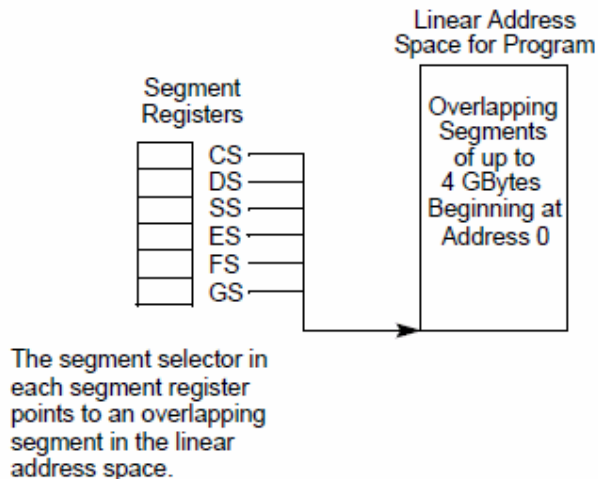 Linear Address
Space for Program
Segment
Registers
CS
DS
SS
ES
FS
GS
Overlapping
Segments
of up to
4 GBytes
Beginning at
Address 0
The segment selector in
each segment register
points to an overlapping
segment in the linear
address space.